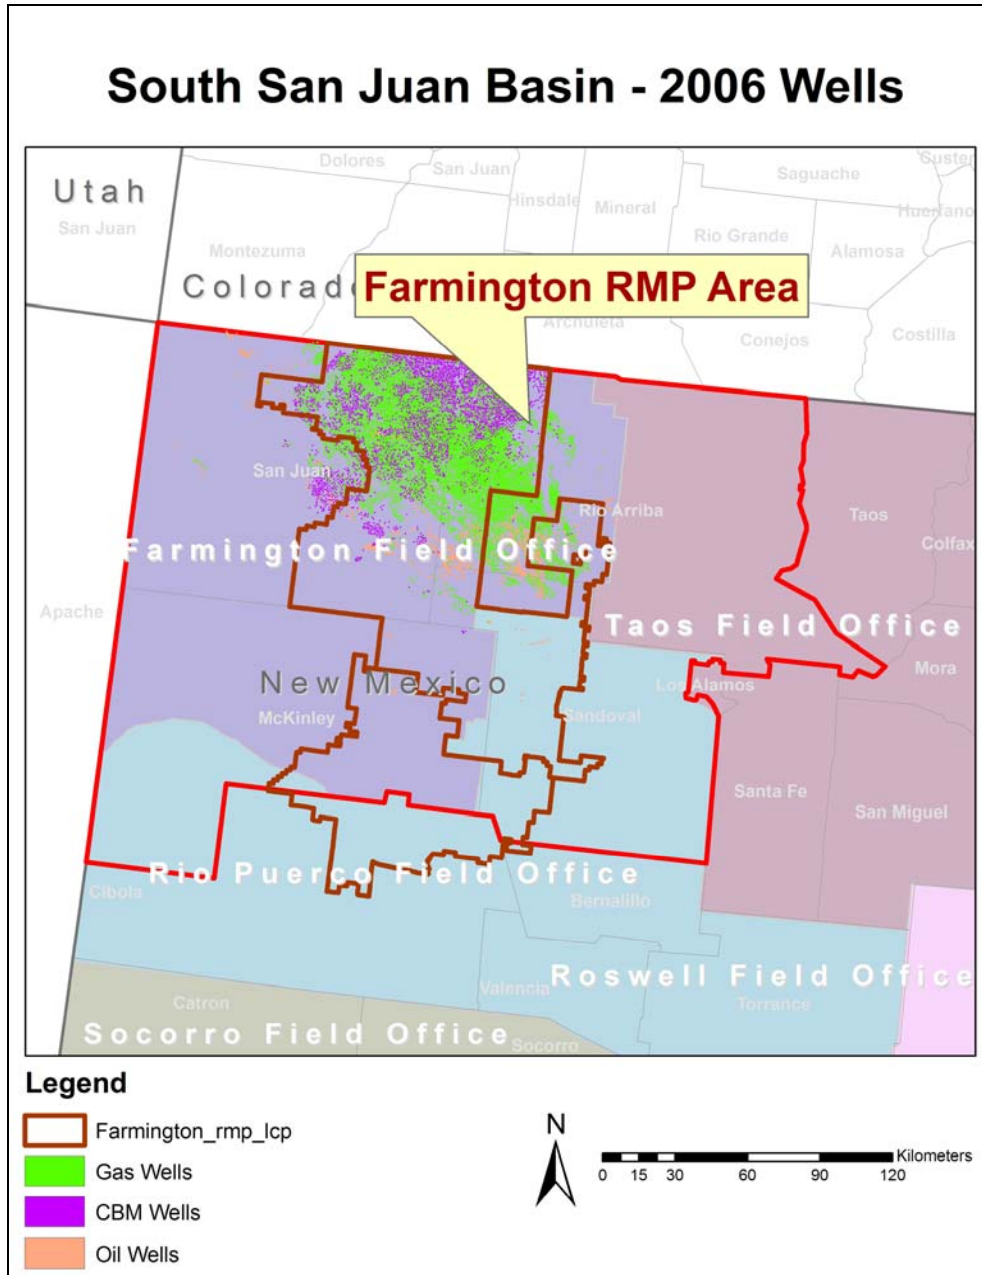 South San Juan Basin - 2006 Wells
Dolores
San Juan
Saguache
Custer
Utah
San Juan
Hinsdale
Mineral
Huerfano
Rio Grande
Montezuma
Alamosa
Colorado
Farmington RMP Area
Archuleta
Conejos
Costilla
San Juan
Rio Arriba
Taos
Colfax
Farmington Field Office
Apache
Taos Field Office
Mora
New Mexico
Los Alamos
McKinley
Sandoval
Santa Fe
San Miguel
Rio Puerco Field Office
Cibola
Bernalillo
Roswell Field Office
Valencia
Catron
Torrance
Socorro Field Office
Socorro
Legend
Farmington_rmp_lcp
Gas Wells
CBM Wells
Oil Wells
N
Kilometers
0 15 30 60 90 120